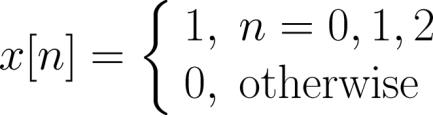 x[n] = { 1, n = 0, 1, 2
0, otherwise